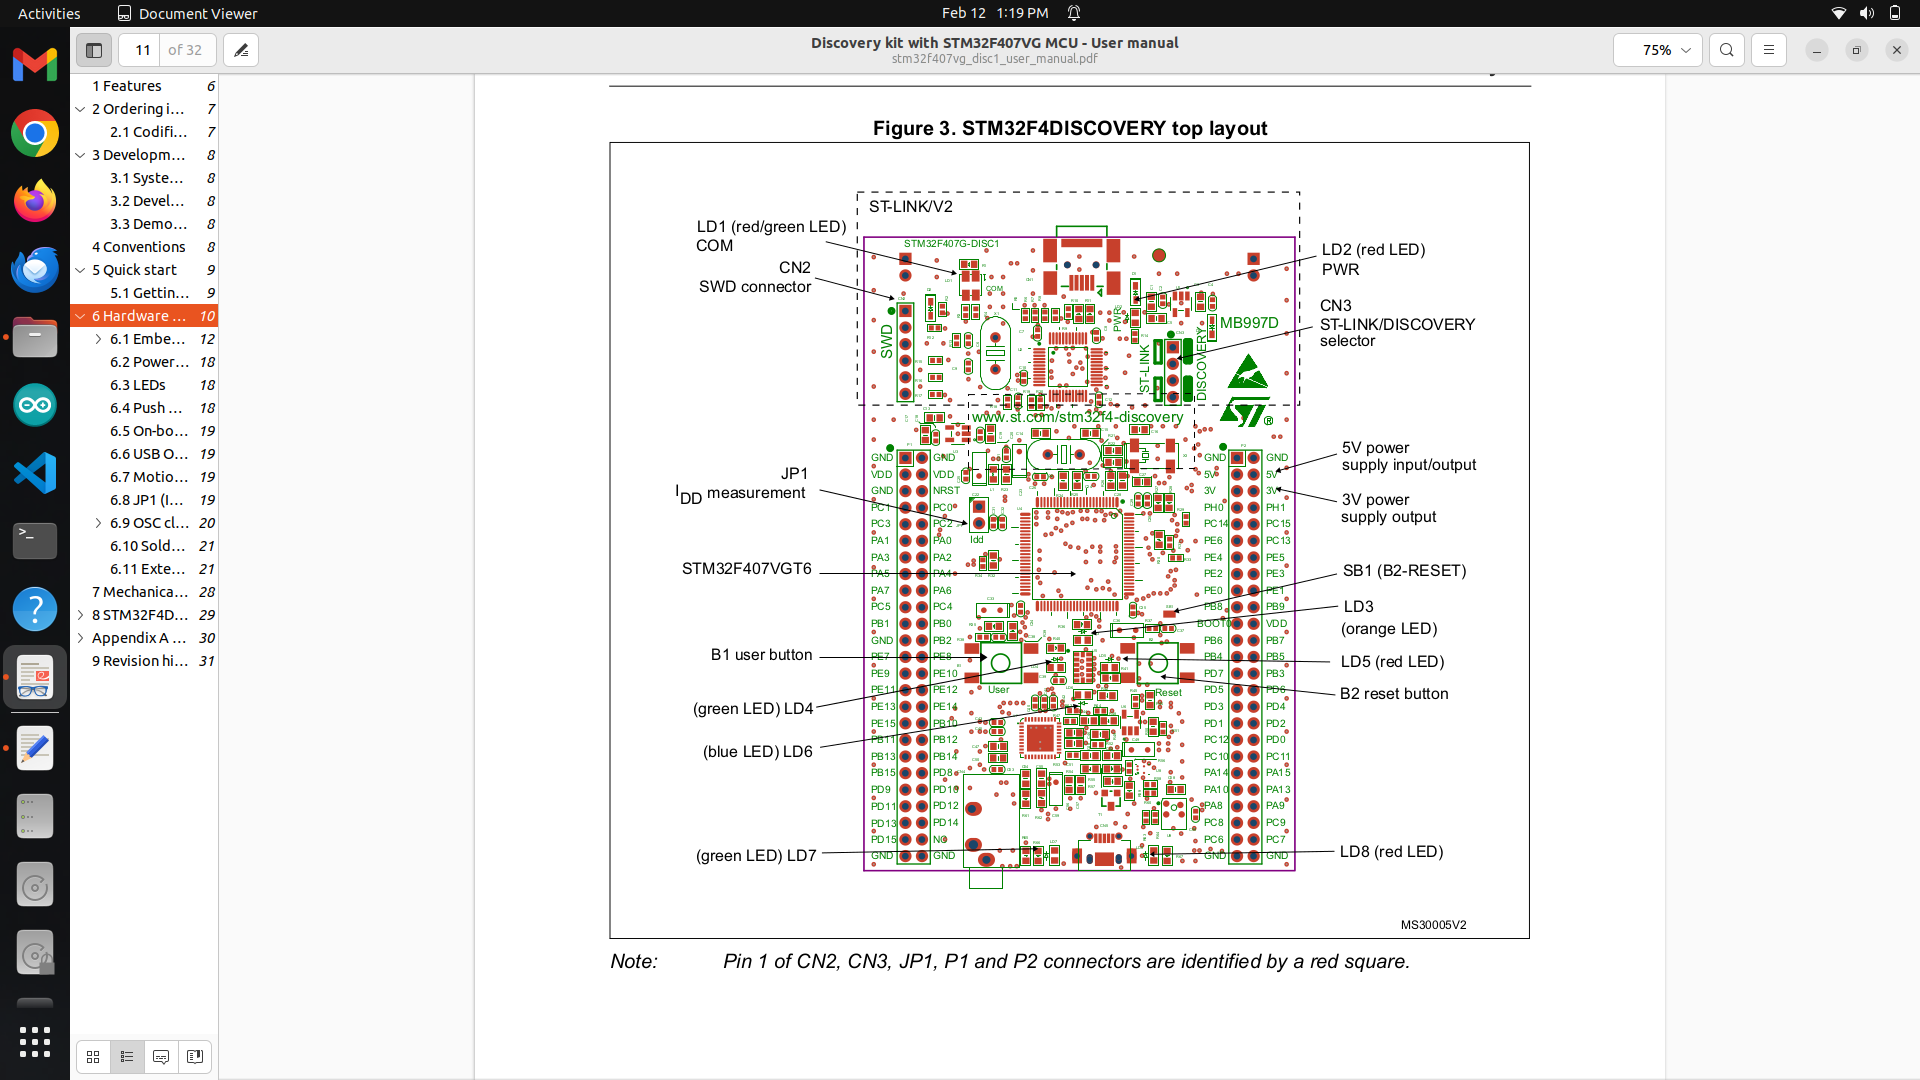 Activities
Document Viewer
Feb 12 1:19 PM
11
of 32
Discovery kit with STM32F407VG MCU - User manual
stm32f407vg_disc1_user_manual.pdf
75%
1 Features 6
2 Ordering i... 7
2.1 Codifi... 7
3 Developm... 8
3.1 Syste... 8
3.2 Devel... 8
3.3 Demo... 8
4 Conventions 8
5 Quick start 9
5.1 Gettin... 9
6 Hardware ... 10
6.1 Embe... 12
6.2 Power... 18
6.3 LEDs 18
6.4 Push ... 18
6.5 On-bo... 19
6.6 USB O... 19
6.7 Motio... 19
6.8 JP1 (I... 19
6.9 OSC cl... 20
6.10 Sold... 21
6.11 Exte... 21
7 Mechanica... 28
8 STM32F4D... 29
Appendix A ... 30
9 Revision hi... 31
Figure 3. STM32F4DISCOVERY top layout
ST-LINK/V2
LD1 (red/green LED)
COM
CN2
SWD connector
LD2 (red LED)
PWR
CN3
ST-LINK/DISCOVERY
selector
STM32F407G-DISC1
COM
SWD
PWR
ST-LINK
DISCOVERY
MB997D
www.st.com/stm32f4-discovery
JP1
IDD measurement
STM32F407VGT6
B1 user button
(green LED) LD4
(blue LED) LD6
(green LED) LD7
5V power
supply input/output
3V power
supply output
SB1 (B2-RESET)
LD3
(orange LED)
LD5 (red LED)
B2 reset button
LD8 (red LED)
Idd
User
Reset
GND GND GND GND
VDD VDD 5V 5V
GND NRST 3V 3V
PC1 PC0 PH0 PH1
PC3 PC2 PC14 PC15
PA1 PA0 PE6 PC13
PA3 PA2 PE4 PE5
PA5 PA4 PE2 PE3
PA7 PA6 PE0 PE1
PC5 PC4 PB8 PB9
PB1 PB0 BOOT0 VDD
GND PB2 PB6 PB7
PE7 PE8 PB4 PB5
PE9 PE10 PD7 PB3
PE11 PE12 PD5 PD6
PE13 PE14 PD3 PD4
PE15 PB10 PD1 PD2
PB11 PB12 PC12 PD0
PB13 PB14 PC10 PC11
PB15 PD8 PA14 PA15
PD9 PD10 PA10 PA13
PD11 PD12 PA8 PA9
PD13 PD14 PC8 PC9
PD15 NC PC6 PC7
GND GND GND GND
MS30005V2
Note: Pin 1 of CN2, CN3, JP1, P1 and P2 connectors are identified by a red square.